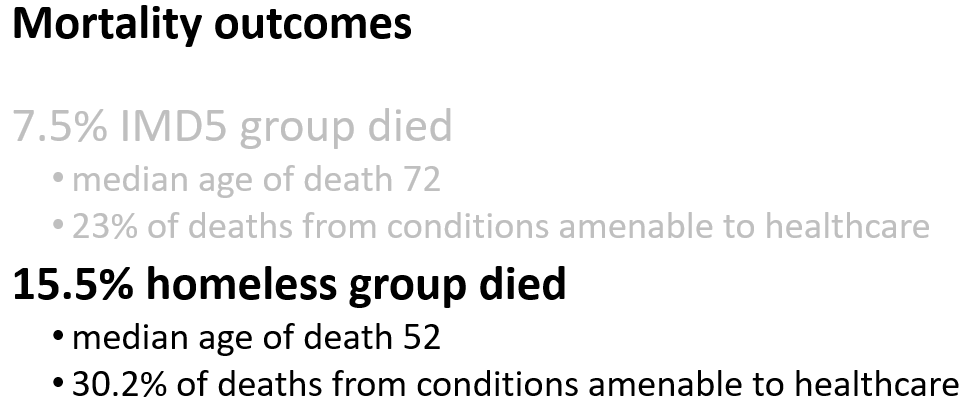 Mortality outcomes
7.5% IMD5 group died
• median age of death 72
• 23% of deaths from conditions amenable to healthcare
15.5% homeless group died
• median age of death 52
• 30.2% of deaths from conditions amenable to healthcare